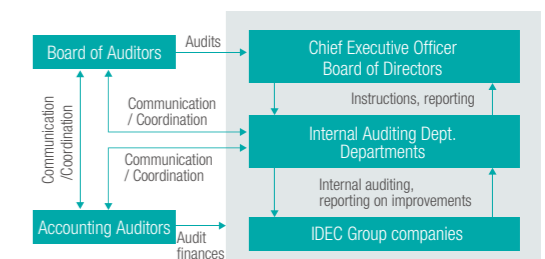 Board of Auditors
Audits
Chief Executive Officer
Board of Directors
Communication
/Coordination
Communication
/ Coordination
Instructions, reporting
Internal Auditing Dept.
Departments
Communication
/ Coordination
Internal auditing,
reporting on improvements
Accounting Auditors
Audit
finances
IDEC Group companies